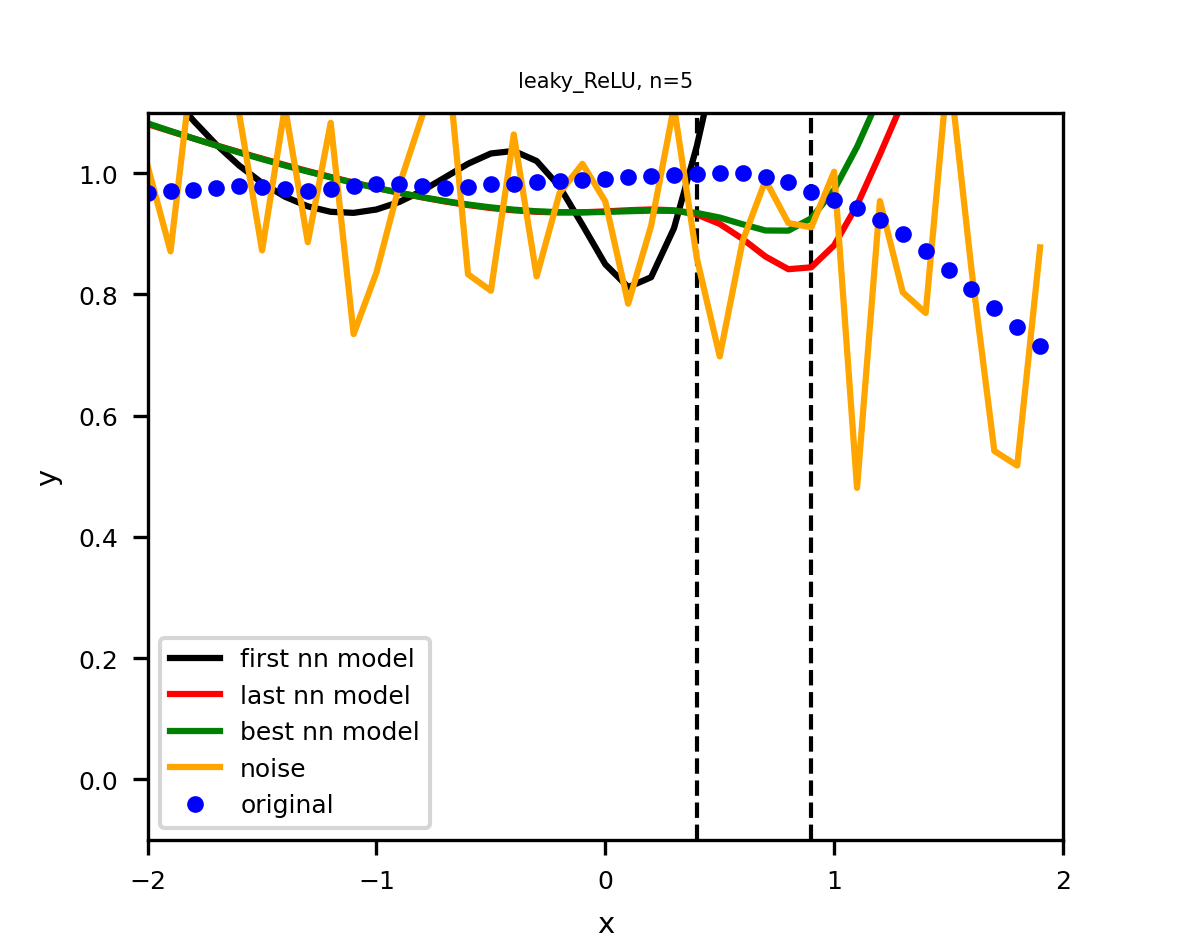 leaky_ReLU, n=5
1.0
0.8
0.6
0.4
0.2
0.0
y
first nn model
last nn model
best nn model
noise
original
−2
−1
0
1
2
x